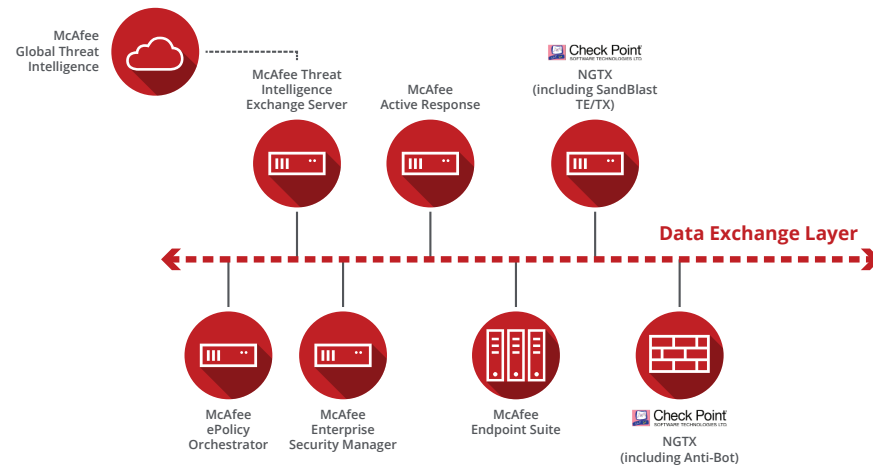 McAfee
Global Threat
Intelligence
McAfee Threat
Intelligence
Exchange Server
McAfee
Active Response
Check Point
SOFTWARE TECHNOLOGIES LTD.
NGTX
(including SandBlast
TE/TX)
Data Exchange Layer
McAfee
ePolicy
Orchestrator
McAfee
Enterprise
Security Manager
McAfee
Endpoint Suite
Check Point
SOFTWARE TECHNOLOGIES LTD.
NGTX
(including Anti-Bot)